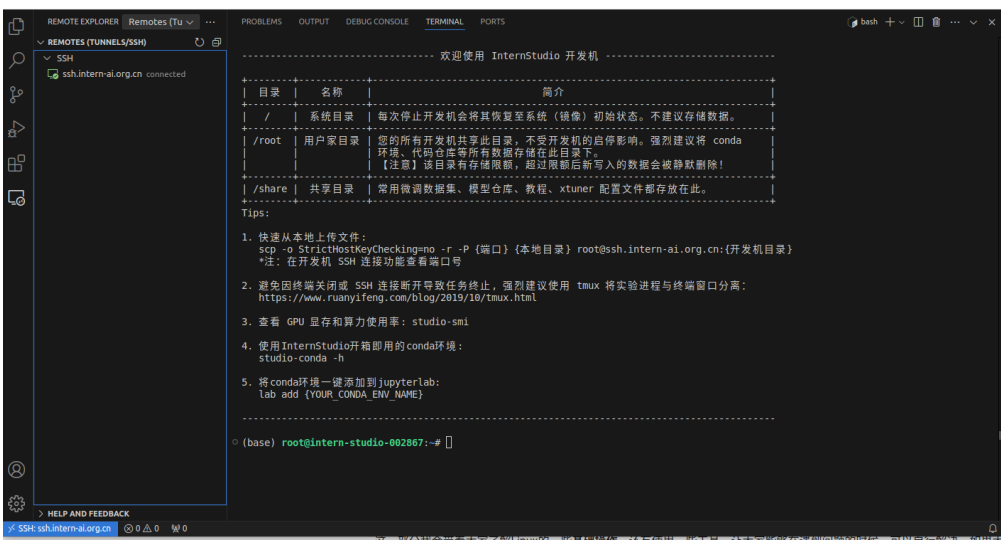 REMOTE EXPLORER Remotes (Tu
PROBLEMS OUTPUT DEBUG CONSOLE TERMINAL PORTS
bash
REMOTES (TUNNELS/SSH)
SSH
ssh.intern-ai.org.cn connected
---------------------------------- 欢迎使用 InternStudio 开发机 ------------------------------
目录 | 名称 | 简介
/ | 系统目录 | 每次停止开发机会将其恢复至系统（镜像）初始状态。不建议存储数据。
/root | 用户家目录 | 您的所有开发机共享此目录，不受开发机的启停影响。强烈建议将 conda
环境、代码仓库等所有数据存储在此目录下。
【注意】该目录有存储限额，超过限额后新写入的数据会被静默删除！
/share | 共享目录 | 常用微调数据集、模型仓库、教程、xtuner 配置文件都存放在此。
Tips:
1. 快速从本地上传文件：
scp -o StrictHostKeyChecking=no -r -P {端口} {本地目录} root@ssh.intern-ai.org.cn:{开发机目录}
*注：在开发机 SSH 连接功能查看端口号
2. 避免因终端关闭或 SSH 连接断开导致任务终止，强烈建议使用 tmux 将实验进程与终端窗口分离：
https://www.ruanyifeng.com/blog/2019/10/tmux.html
3. 查看 GPU 显存和算力使用率：studio-smi
4. 使用InternStudio开箱即用的conda环境：
studio-conda -h
5. 将conda环境一键添加到jupyterlab:
lab add {YOUR_CONDA_ENV_NAME}
(base) root@intern-studio-002867:~#
HELP AND FEEDBACK
SSH: ssh.intern-ai.org.cn 0 0 0